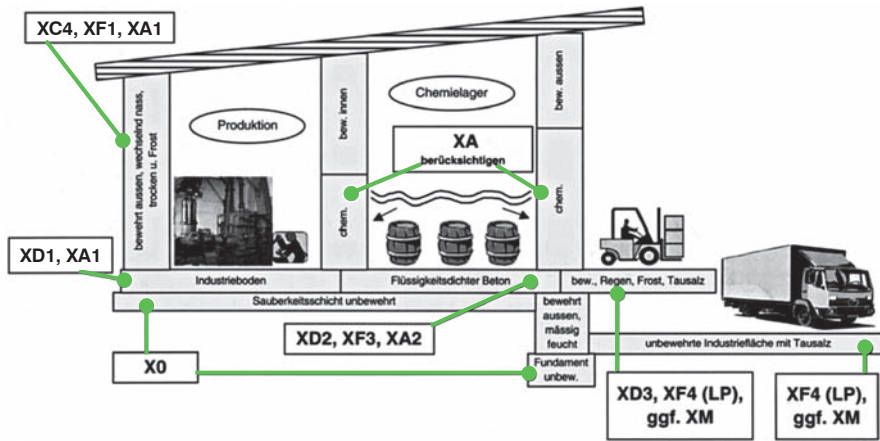 XC4, XF1, XA1
bewehrt aussen, wechselnd nass,
trocken u. Frost
Produktion
bew. innen
Chemielager
bew. aussen
XA
berücksichtigen
chem.
chem.
XD1, XA1
Industrieboden
Flüssigkeitsdichter Beton
bew., Regen, Frost, Tausalz
Sauberkeitsschicht unbewehrt
bewehrt
aussen,
mässig
feucht
XD2, XF3, XA2
unbewehrte Industriefläche mit Tausalz
X0
Fundament
unbew.
XD3, XF4 (LP),
ggf. XM
XF4 (LP),
ggf. XM